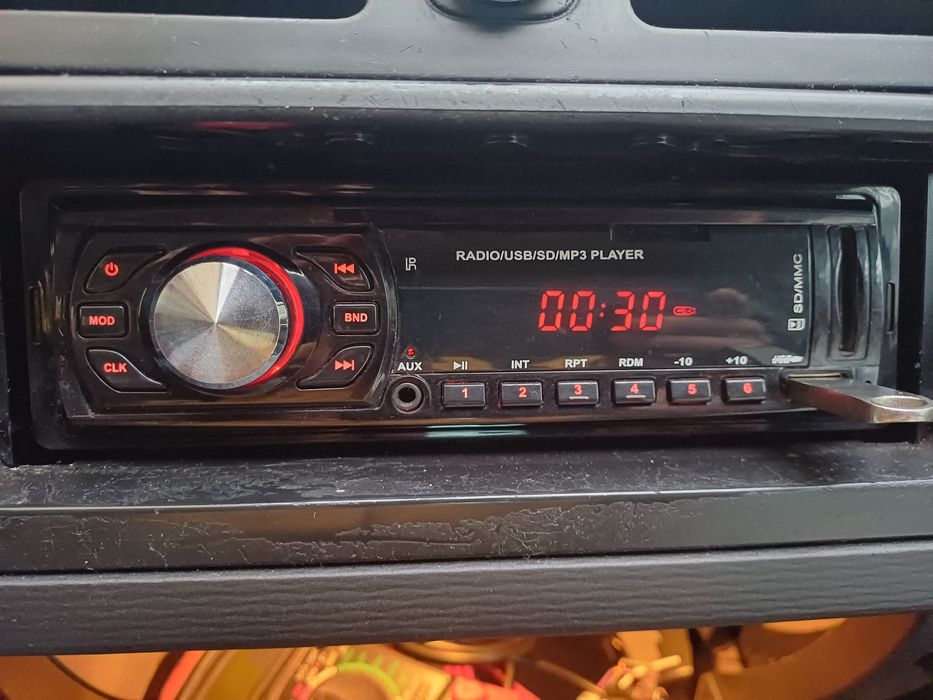 RADIO/USB/SD/MP3 PLAYER
SD/MMC
00:30
MOD
BND
CLK
AUX
INT
RPT
RDM
-10
+10
1
2
3
4
5
6